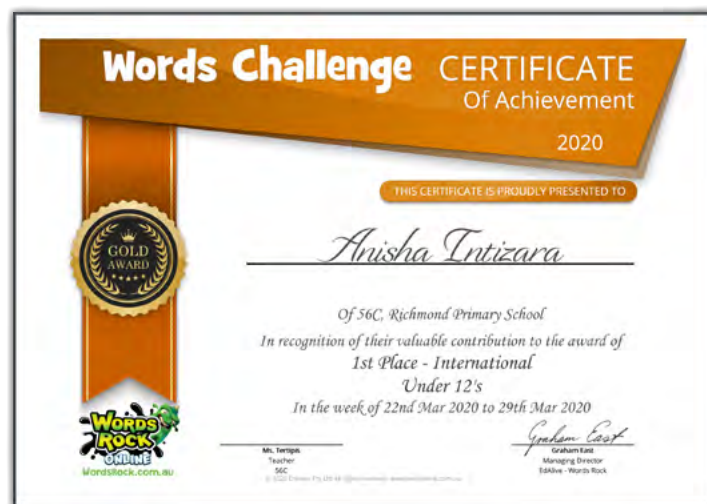 Words Challenge CERTIFICATE
Of Achievement
2020
THIS CERTIFICATE IS PROUDLY PRESENTED TO
GOLD
AWARD
Anisha Intizara
Of 56C, Richmond Primary School
In recognition of their valuable contribution to the award of
1st Place - International
Under 12's
In the week of 22nd Mar 2020 to 29th Mar 2020
WORDS
ROCK
ONLINE
WordsRock.com.au
Ms. Tertipis
Teacher
56C
Graham East
Graham East
Managing Director
EdAlive - Words Rock